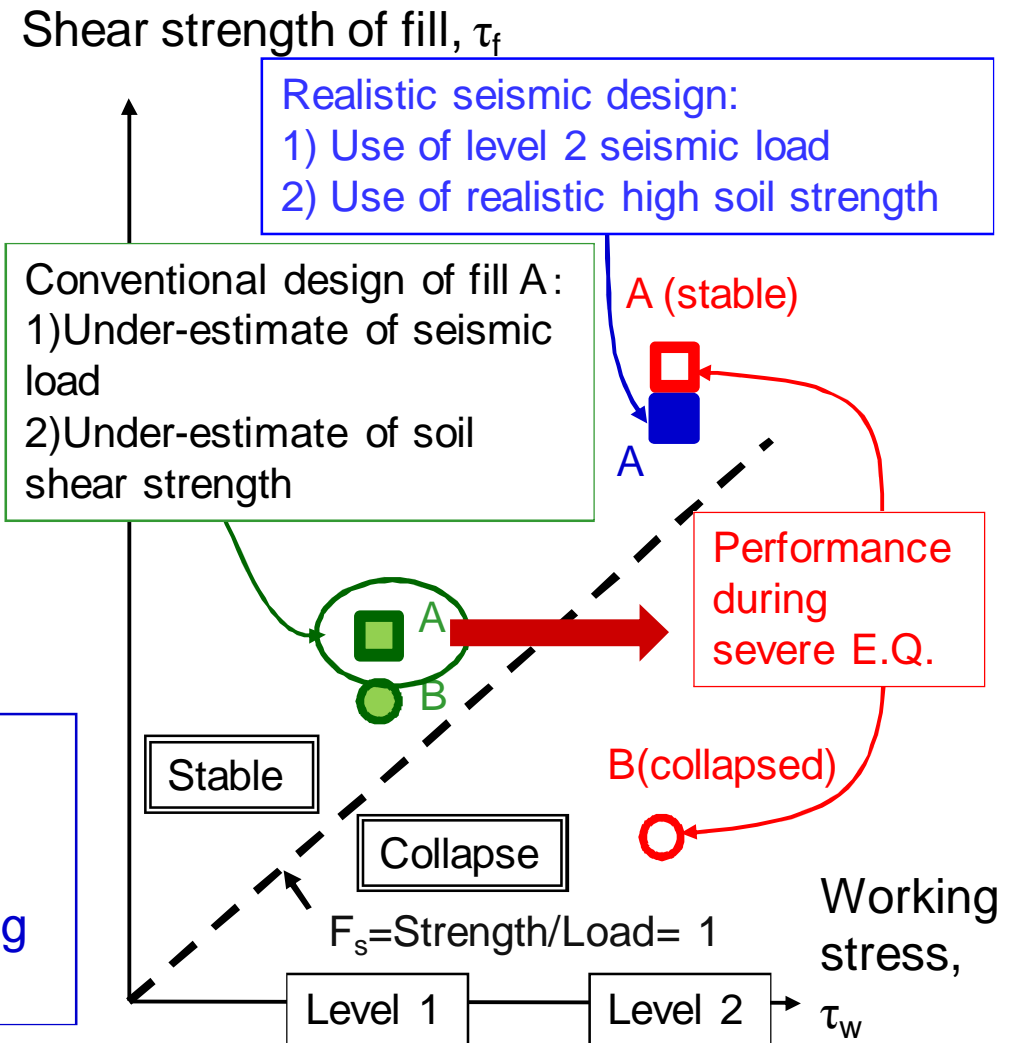 Shear strength of fill, τf
Realistic seismic design:
1) Use of level 2 seismic load
2) Use of realistic high soil strength
Conventional design of fill A:
1)Under-estimate of seismic
load
2)Under-estimate of soil
shear strength
A (stable)
A
Performance
during
severe E.Q.
A
B
Stable
B(collapsed)
Collapse
g
Fs=Strength/Load= 1
Working
stress,
τw
Level 1
Level 2